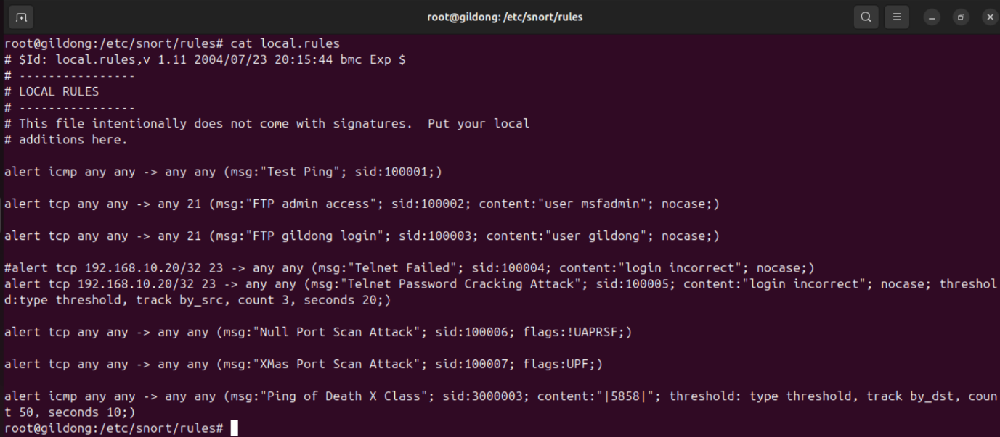 root@gildong: /etc/snort/rules
root@gildong:/etc/snort/rules# cat local.rules
# $Id: local.rules,v 1.11 2004/07/23 20:15:44 bmc Exp $
# ----------------
# LOCAL RULES
# ----------------
# This file intentionally does not come with signatures.  Put your local
# additions here.
alert icmp any any -> any any (msg:"Test Ping"; sid:100001;)
alert tcp any any -> any 21 (msg:"FTP admin access"; sid:100002; content:"user msfadmin"; nocase;)
alert tcp any any -> any 21 (msg:"FTP gildong login"; sid:100003; content:"user gildong"; nocase;)
#alert tcp 192.168.10.20/32 23 -> any any (msg:"Telnet Failed"; sid:100004; content:"login incorrect"; nocase;)
alert tcp 192.168.10.20/32 23 -> any any (msg:"Telnet Password Cracking Attack"; sid:100005; content:"login incorrect"; nocase; threshol
d:type threshold, track by_src, count 3, seconds 20;)
alert tcp any any -> any any (msg:"Null Port Scan Attack"; sid:100006; flags:!UAPRSF;)
alert tcp any any -> any any (msg:"XMas Port Scan Attack"; sid:100007; flags:UPF;)
alert icmp any any -> any any (msg:"Ping of Death X Class"; sid:3000003; content:"|5858|"; threshold: type threshold, track by_dst, coun
t 50, seconds 10;)
root@gildong:/etc/snort/rules#